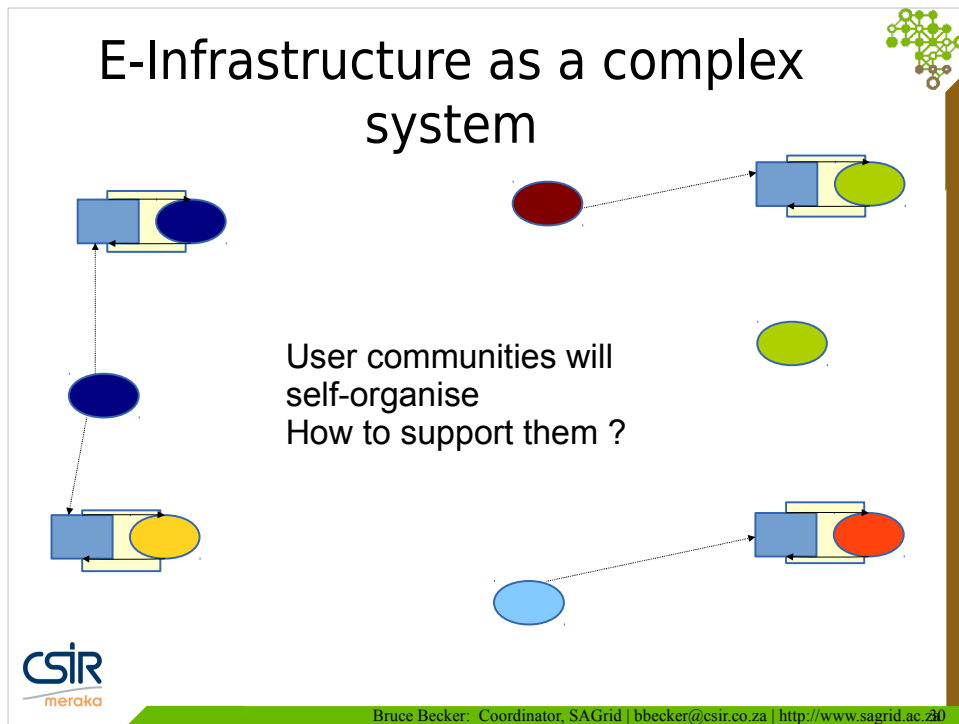 E-Infrastructure as a complex
system
User communities will
self-organise
How to support them ?
CSIR
meraka
Bruce Becker: Coordinator, SAGrid | bbecker@csir.co.za | http://www.sagrid.ac.za
30